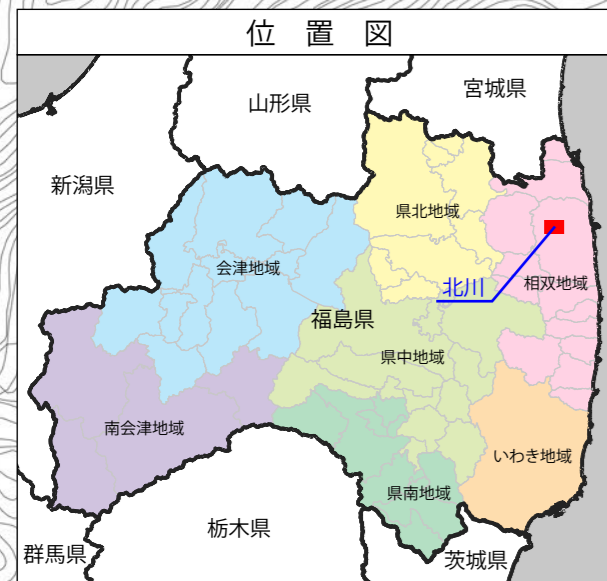 位置図
宮城県
山形県
新潟県
県北地域
会津地域
北川
相双地域
福島県
県中地域
南会津地域
いわき地域
県南地域
栃木県
群馬県
茨城県